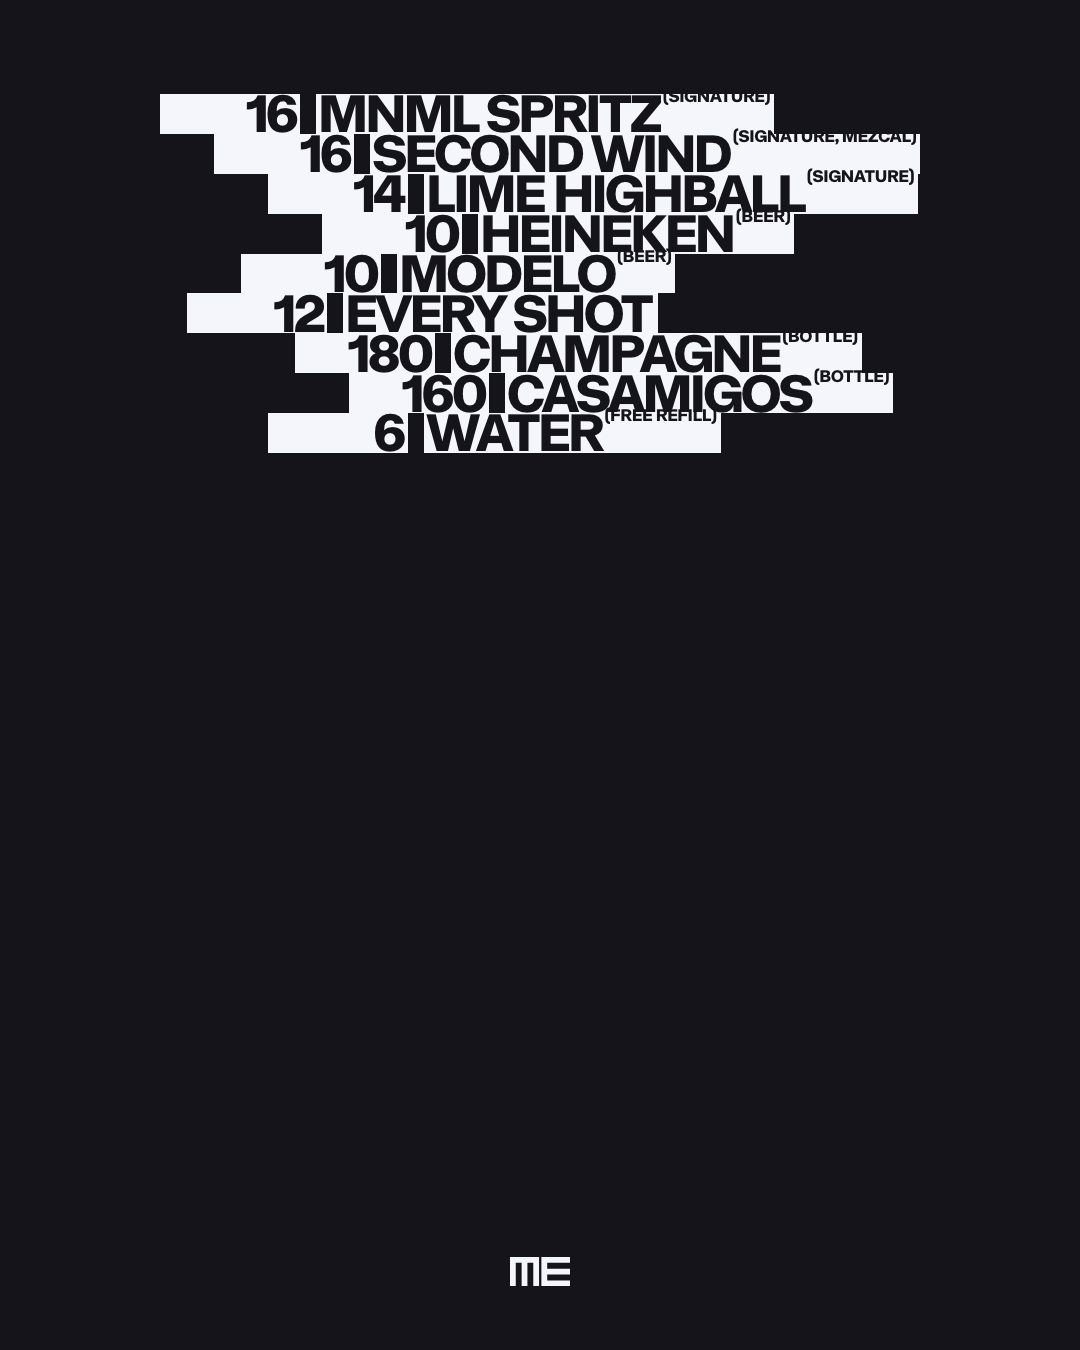 16 MNML SPRITZ (SIGNATURE)
16 SECOND WIND (SIGNATURE, MEZCAL)
14 LIME HIGHBALL (SIGNATURE)
10 HEINEKEN (BEER)
10 MODELO (BEER)
12 EVERY SHOT
180 CHAMPAGNE (BOTTLE)
160 CASAMIGOS (BOTTLE)
6 WATER (FREE REFILL)
ME